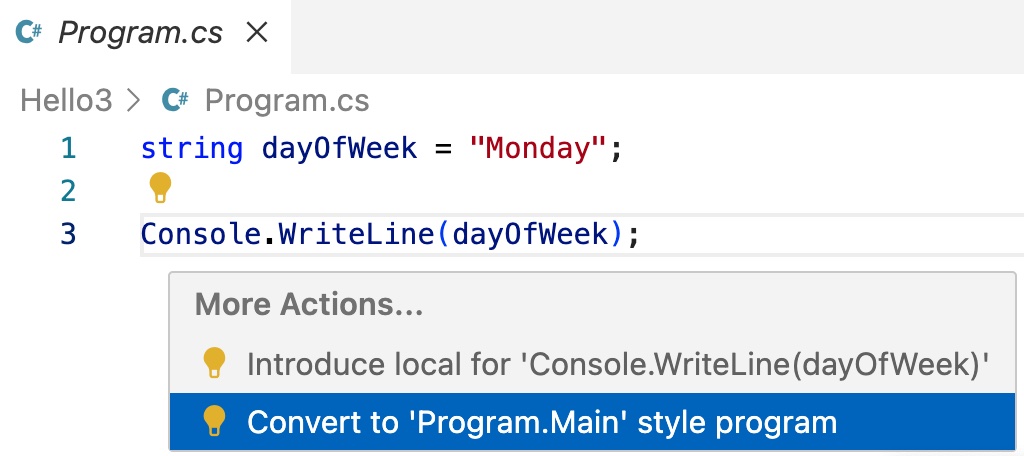 C# Program.cs ×
Hello3 > C# Program.cs
1 string dayOfWeek = "Monday";
2
3 Console.WriteLine(dayOfWeek);
More Actions...
Introduce local for 'Console.WriteLine(dayOfWeek)'
Convert to 'Program.Main' style program